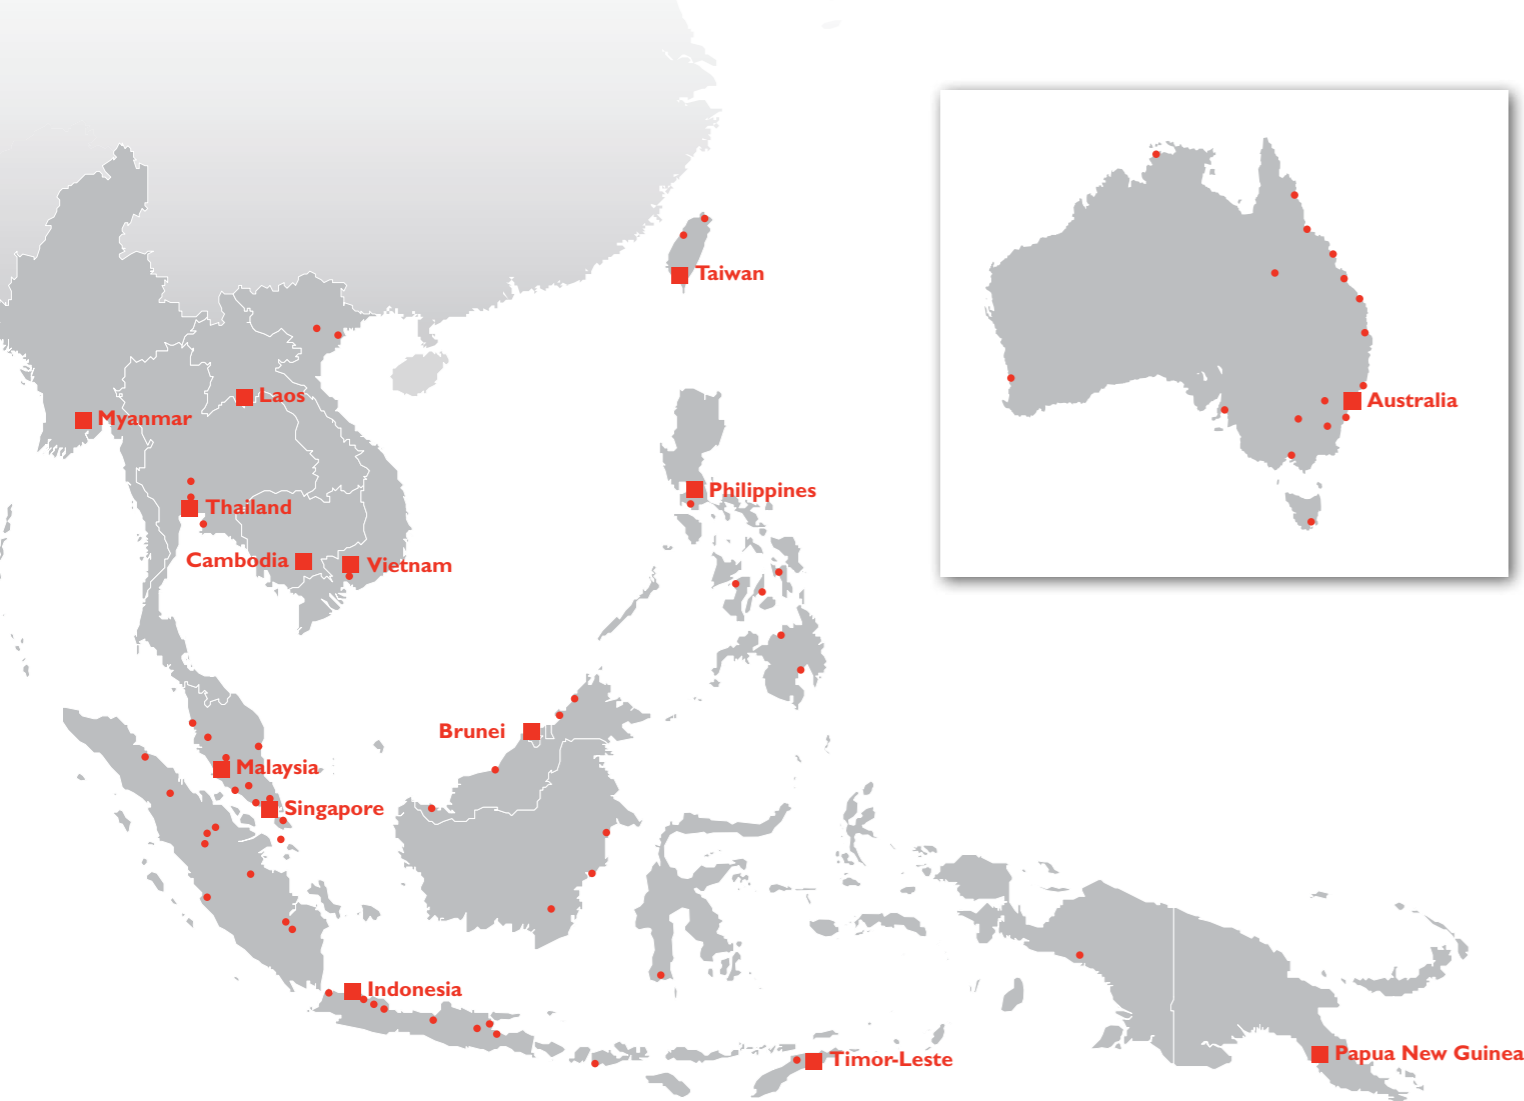 Taiwan
Laos
Australia
Myanmar
Philippines
Thailand
Cambodia
Vietnam
Brunei
Malaysia
Singapore
Indonesia
Papua New Guinea
Timor-Leste